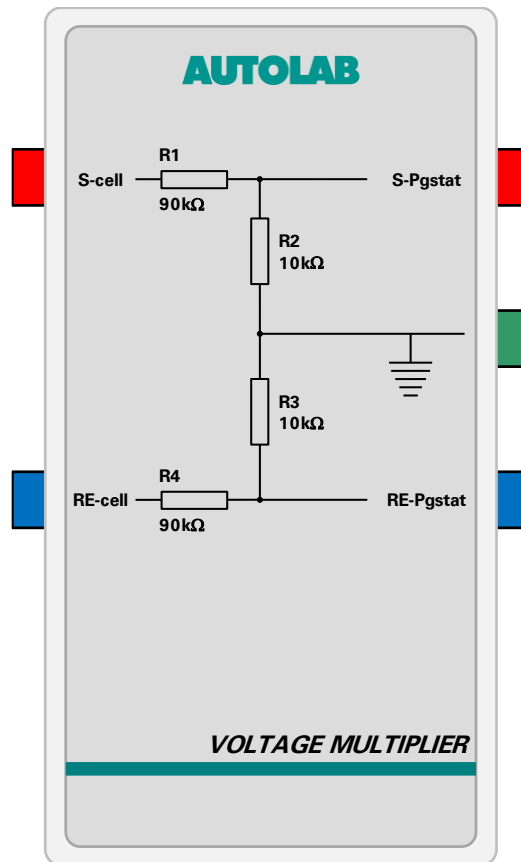 AUTOLAB
R1
S-cell
S-Pgstat
90kΩ
R2
10kΩ
R3
10kΩ
R4
RE-cell
RE-Pgstat
90kΩ
VOLTAGE MULTIPLIER